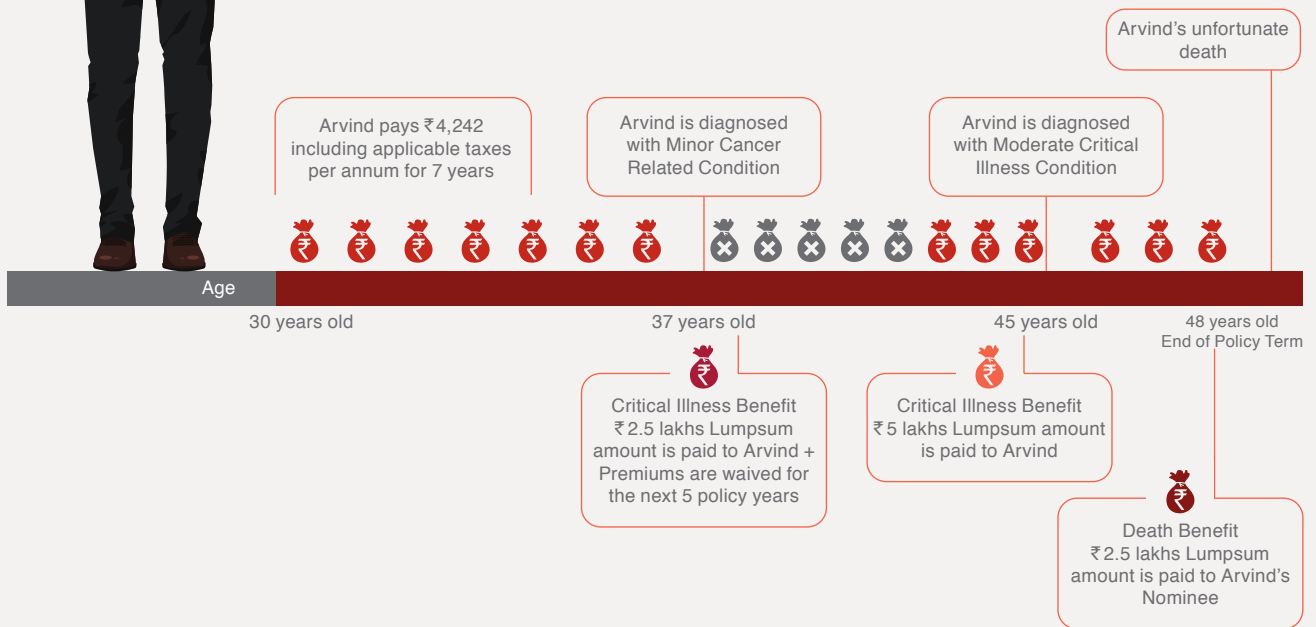 Arvind's unfortunate
death
Arvind pays ₹4,242
including applicable taxes
per annum for 7 years
Arvind is diagnosed
with Minor Cancer
Related Condition
Arvind is diagnosed
with Moderate Critical
Illness Condition
₹ ₹ ₹ ₹ ₹ ₹ ₹ ₹ ₹ ₹ ₹ ₹ ₹
Age
30 years old
37 years old
45 years old
48 years old
End of Policy Term
₹
Critical Illness Benefit
₹2.5 lakhs Lumpsum
amount is paid to Arvind +
Premiums are waived for
the next 5 policy years
₹
Critical Illness Benefit
₹5 lakhs Lumpsum amount
is paid to Arvind
₹
Death Benefit
₹2.5 lakhs Lumpsum
amount is paid to Arvind's
Nominee